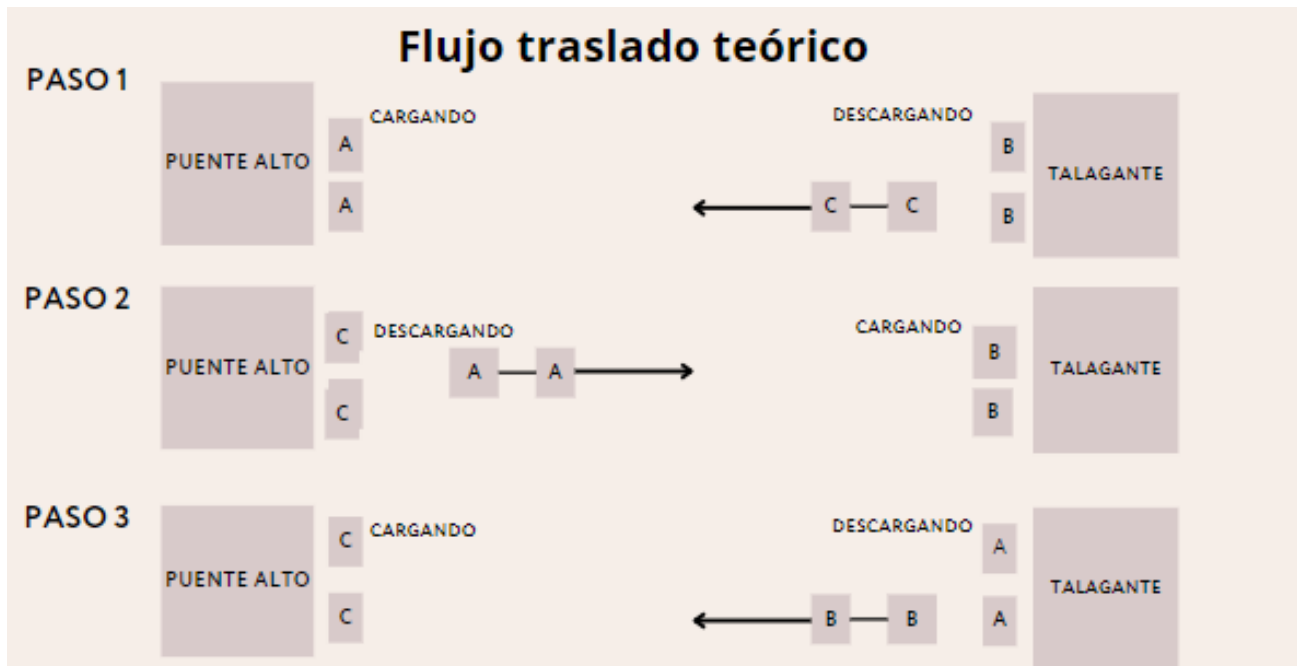 Flujo traslado teórico
PASO 1
PUENTE ALTO
A
A
CARGANDO
C
C
DESCARGANDO
B
B
TALAGANTE
PASO 2
PUENTE ALTO
C
C
DESCARGANDO
A
A
CARGANDO
B
B
TALAGANTE
PASO 3
PUENTE ALTO
C
C
CARGANDO
B
B
DESCARGANDO
A
A
TALAGANTE